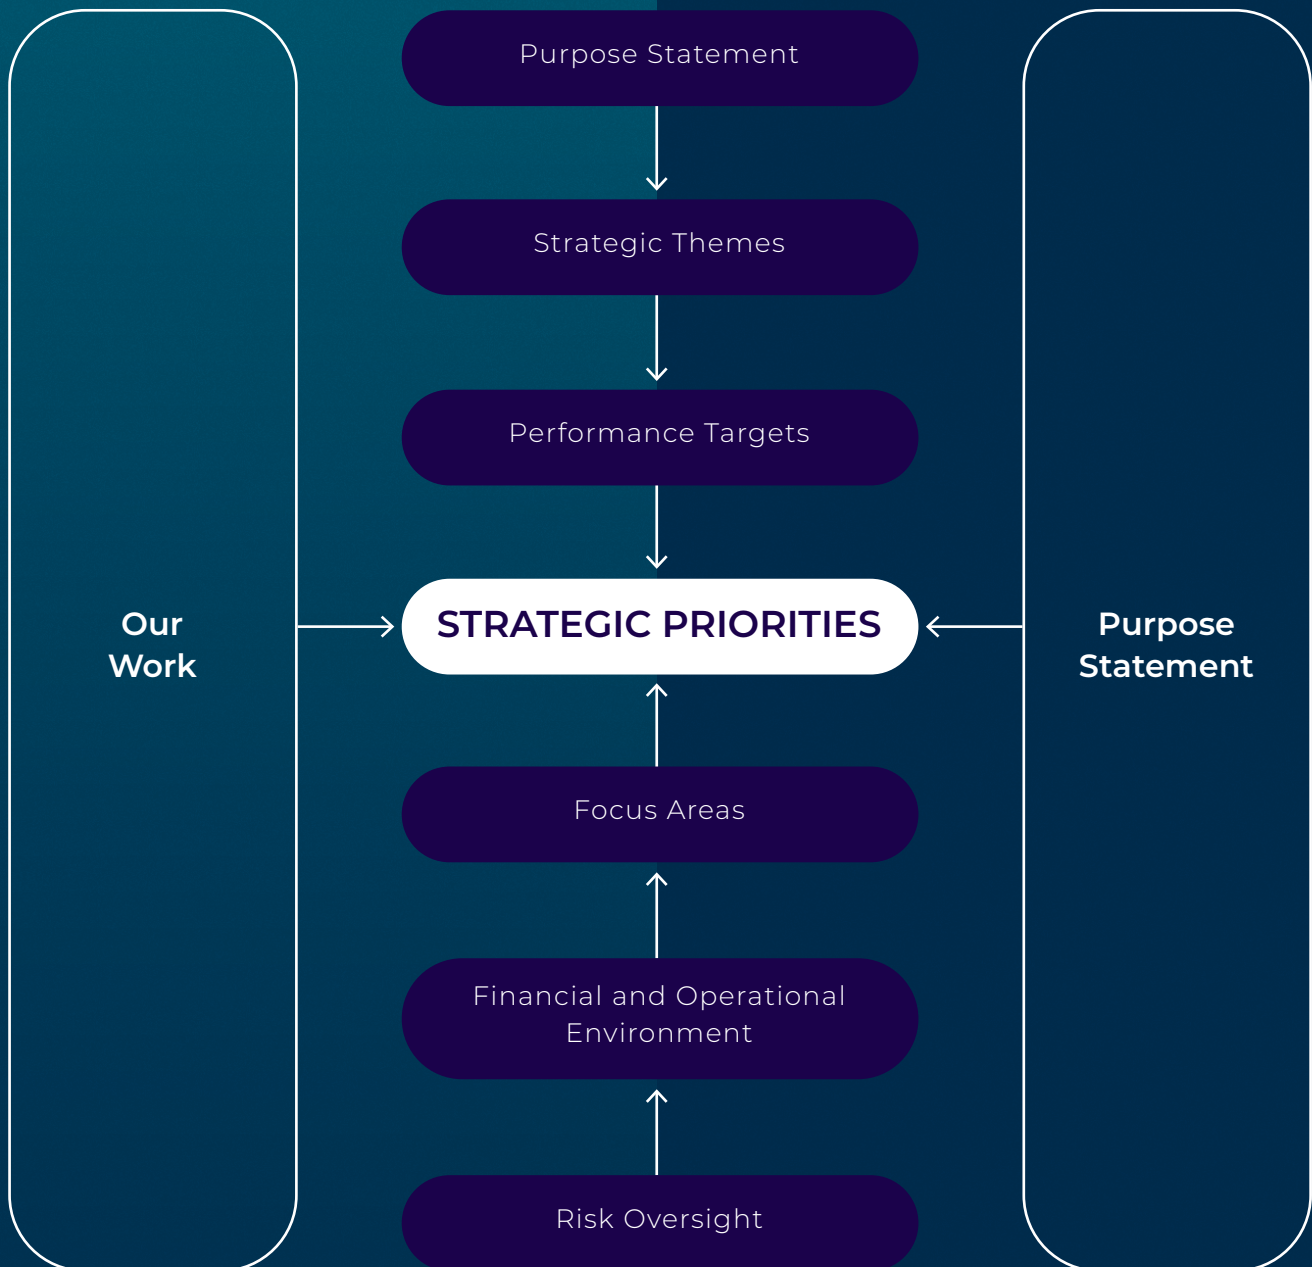 Purpose Statement
Strategic Themes
Performance Targets
Our
Work
STRATEGIC PRIORITIES
Purpose
Statement
Focus Areas
Financial and Operational
Environment
Risk Oversight